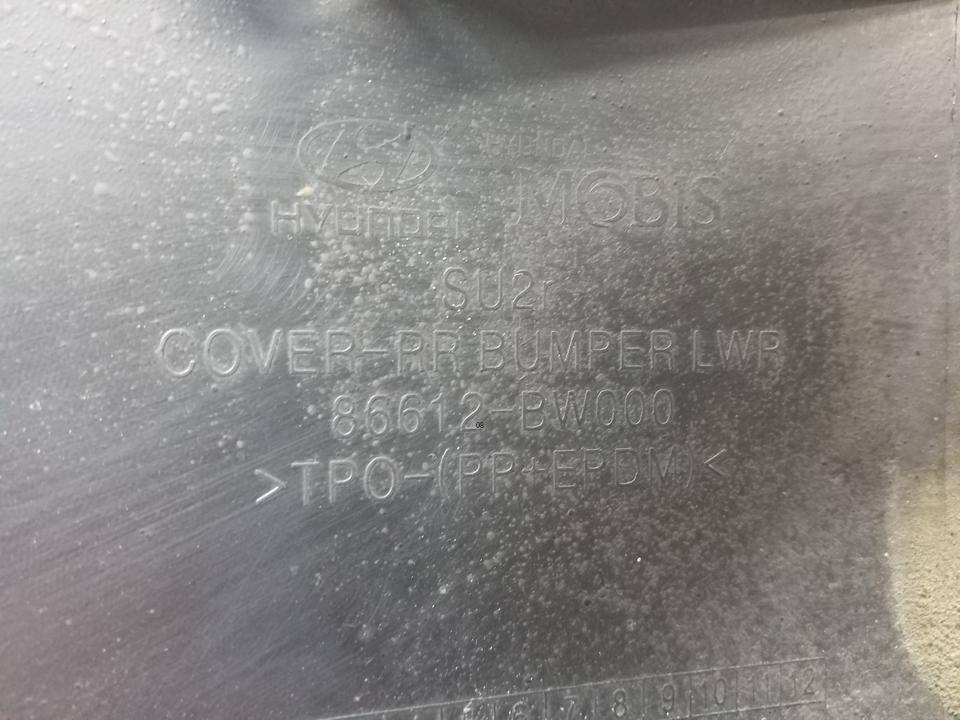 HYUNDAI
MOBIS
HYUNDAI
SU2r
COVER-RR BUMPER LWR
86612-BW000
08
>TPO-(PP+EPDM)<
6 7 8 9 10 11 12